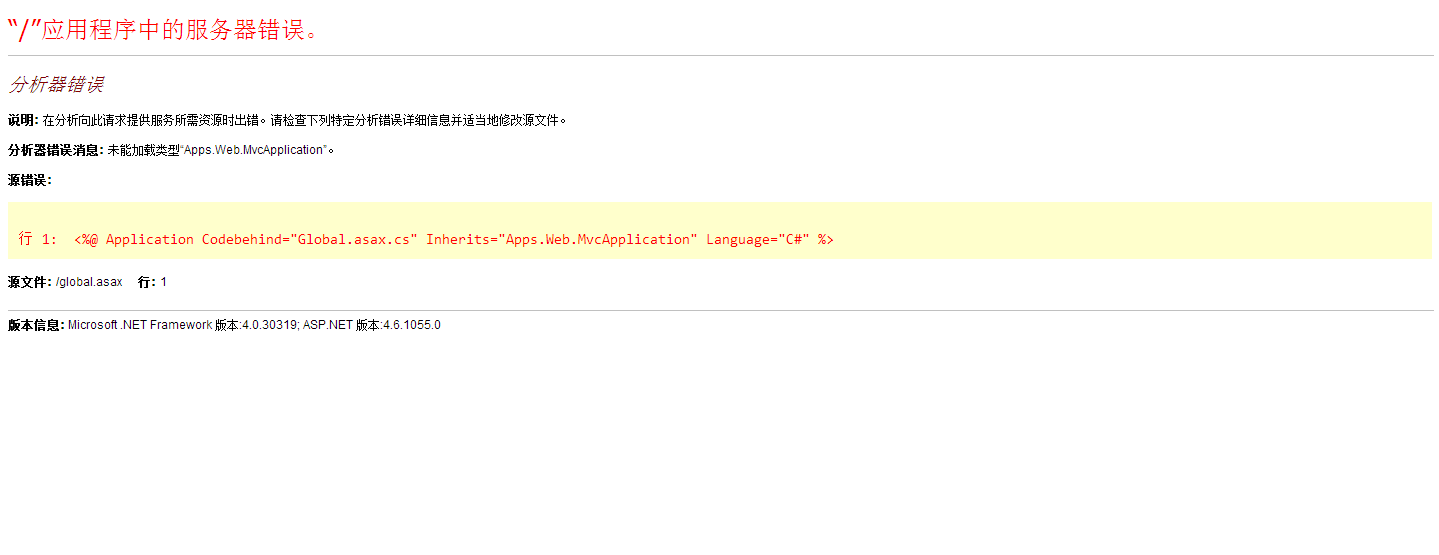 “/”应用程序中的服务器错误。
分析器错误
说明: 在分析向此请求提供服务所需资源时出错。请检查下列特定分析错误详细信息并适当地修改源文件。
分析器错误消息: 未能加载类型“Apps.Web.MvcApplication”。
源错误:
行 1:  <%@ Application Codebehind="Global.asax.cs" Inherits="Apps.Web.MvcApplication" Language="C#" %>
源文件: /global.asax    行: 1
版本信息: Microsoft .NET Framework 版本:4.0.30319; ASP.NET 版本:4.6.1055.0